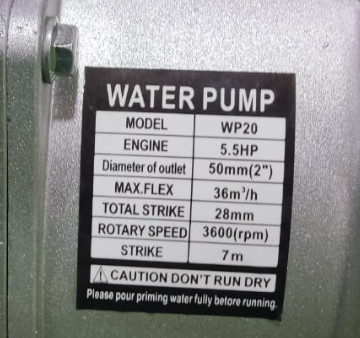 WATER PUMP
MODEL WP20
ENGINE 5.5HP
Diameter of outlet 50mm(2")
MAX.FLEX 36m³/h
TOTAL STRIKE 28mm
ROTARY SPEED 3600(rpm)
STRIKE 7m
CAUTION DON'T RUN DRY
Please pour priming water fully betore running.